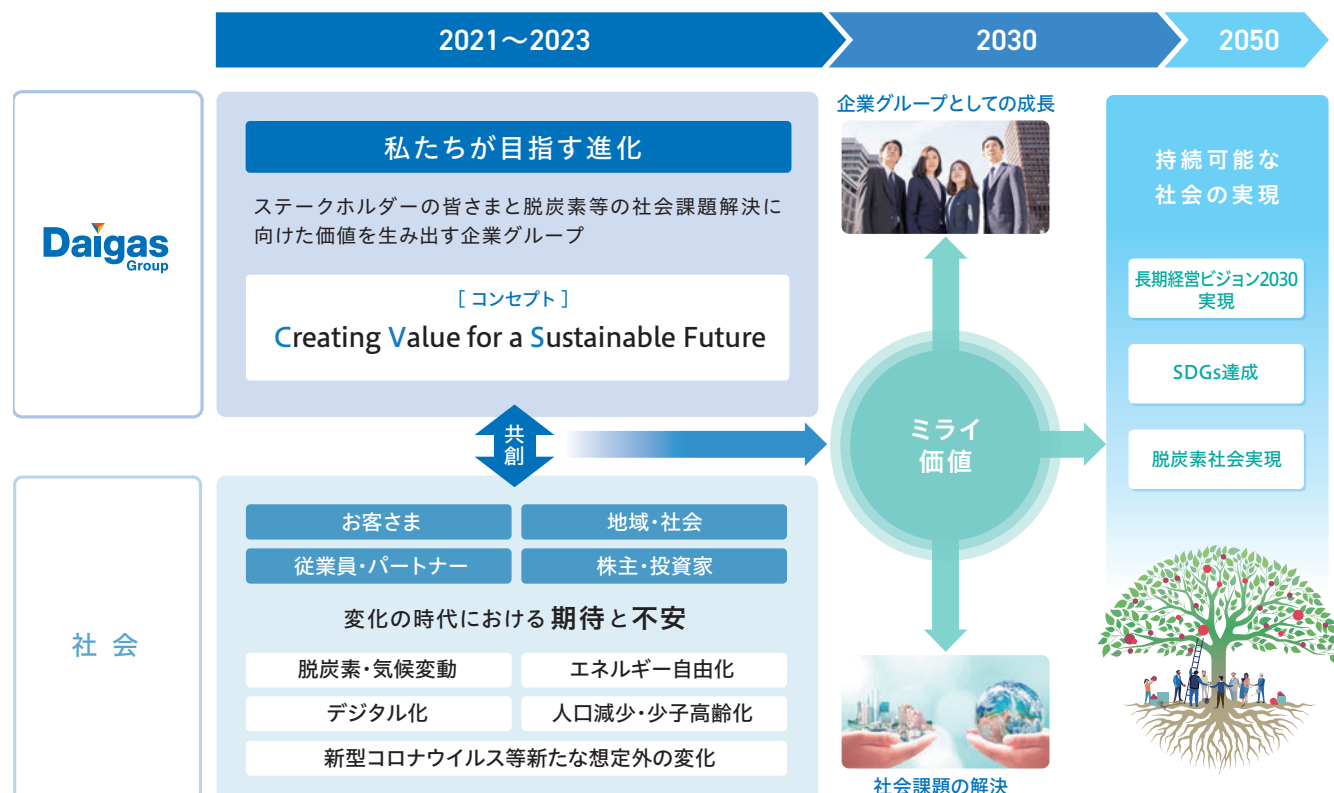 2021～2023
2030
2050
Daigas
Group
私たちが目指す進化
ステークホルダーの皆さまと脱炭素等の社会課題解決に
向けた価値を生み出す企業グループ
［コンセプト］
Creating Value for a Sustainable Future
共創
社会
お客さま
地域・社会
従業員・パートナー
株主・投資家
変化の時代における期待と不安
脱炭素・気候変動
エネルギー自由化
デジタル化
人口減少・少子高齢化
新型コロナウイルス等新たな想定外の変化
企業グループとしての成長
ミライ
価値
社会課題の解決
持続可能な
社会の実現
長期経営ビジョン2030
実現
SDGs達成
脱炭素社会実現